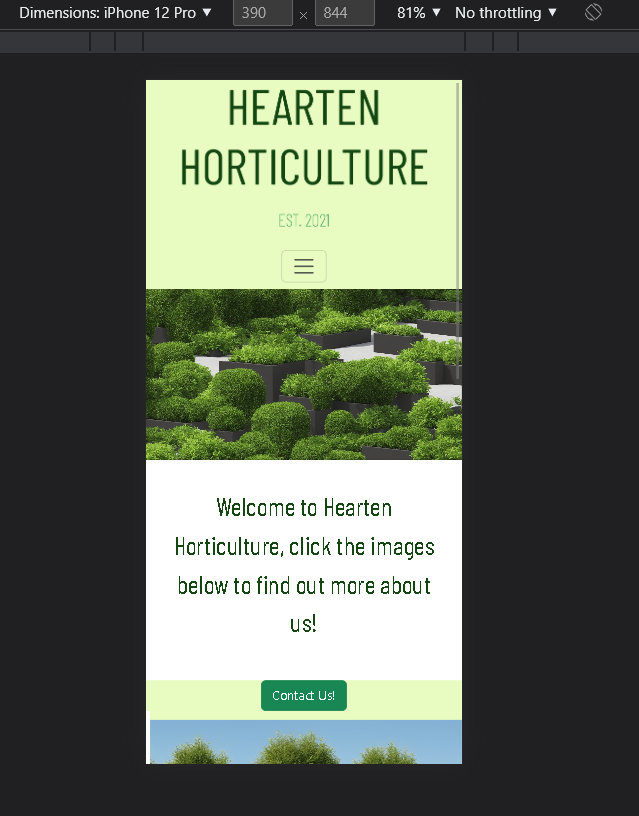 Dimensions: iPhone 12 Pro ▼ 390 × 844 81% ▼ No throttling ▼
HEARTEN
HORTICULTURE
EST. 2021
Welcome to Hearten
Horticulture, click the images
below to find out more about
us!
Contact Us!